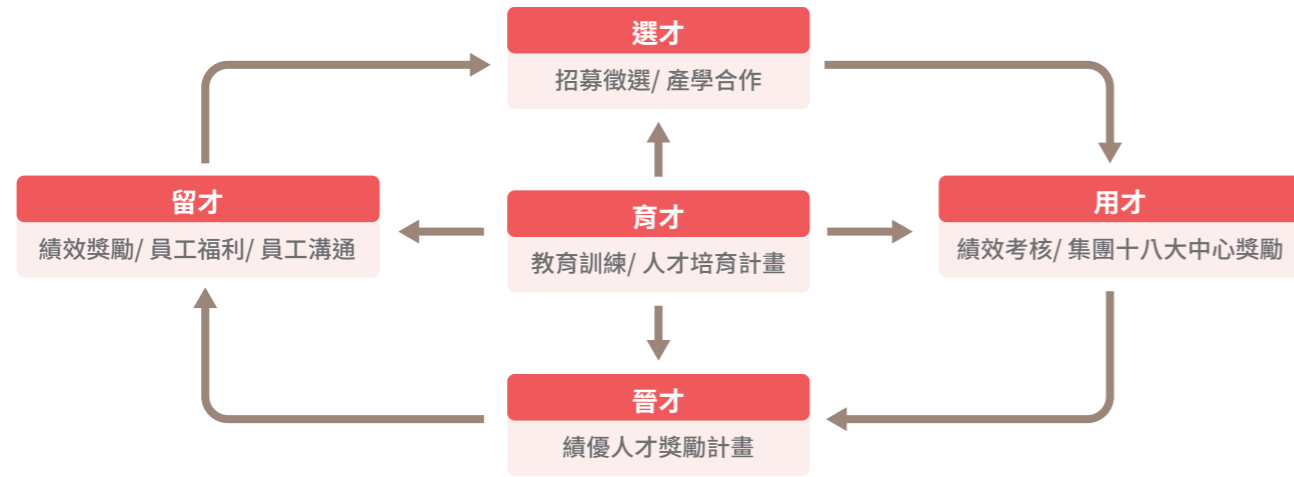 選才
招募徵選/ 產學合作
留才
績效獎勵/ 員工福利/ 員工溝通
育才
教育訓練/ 人才培育計畫
用才
績效考核/ 集團十八大中心獎勵
晉才
績優人才獎勵計畫